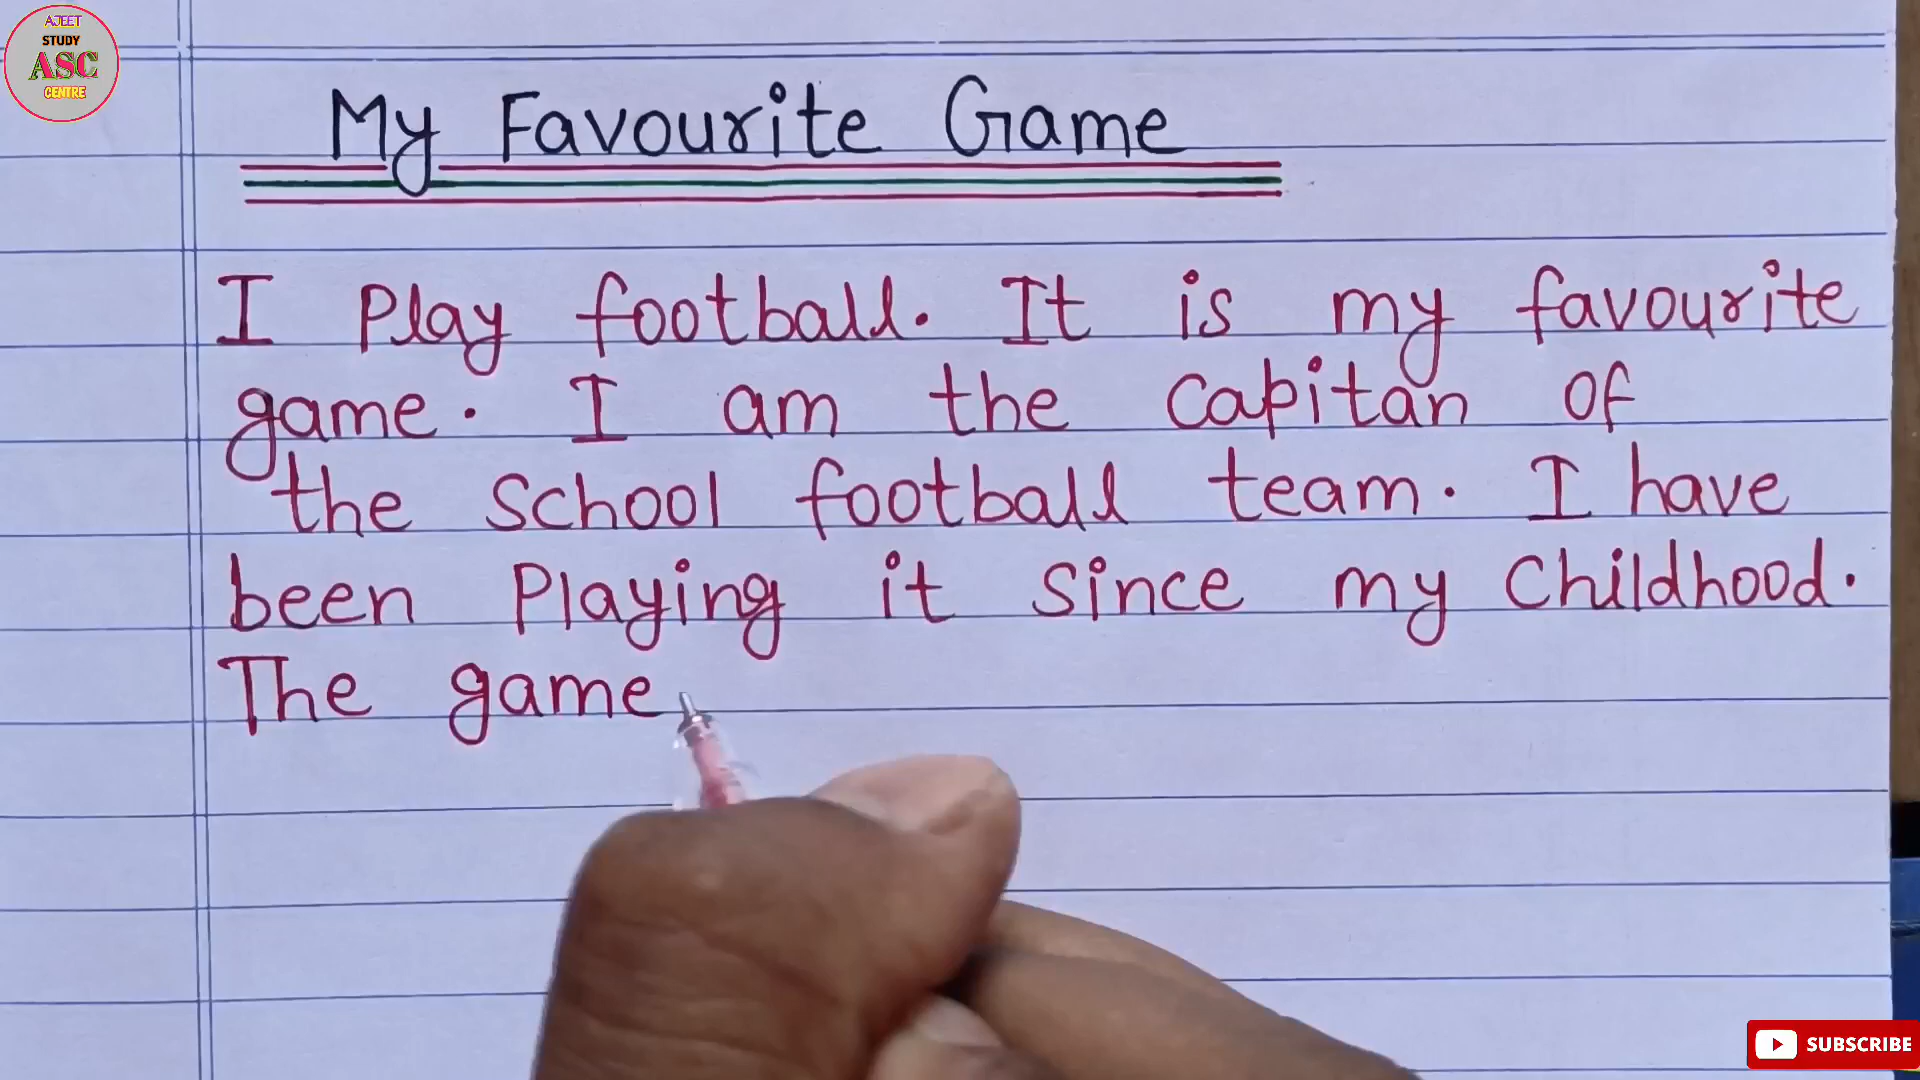 AJEET
STUDY
ASC
CENTRE
My Favourite Game
I Play football. It is my favourite
game. I am the capitan of
the school football team. I have
been Playing it since my childhood.
The game
SUBSCRIBE